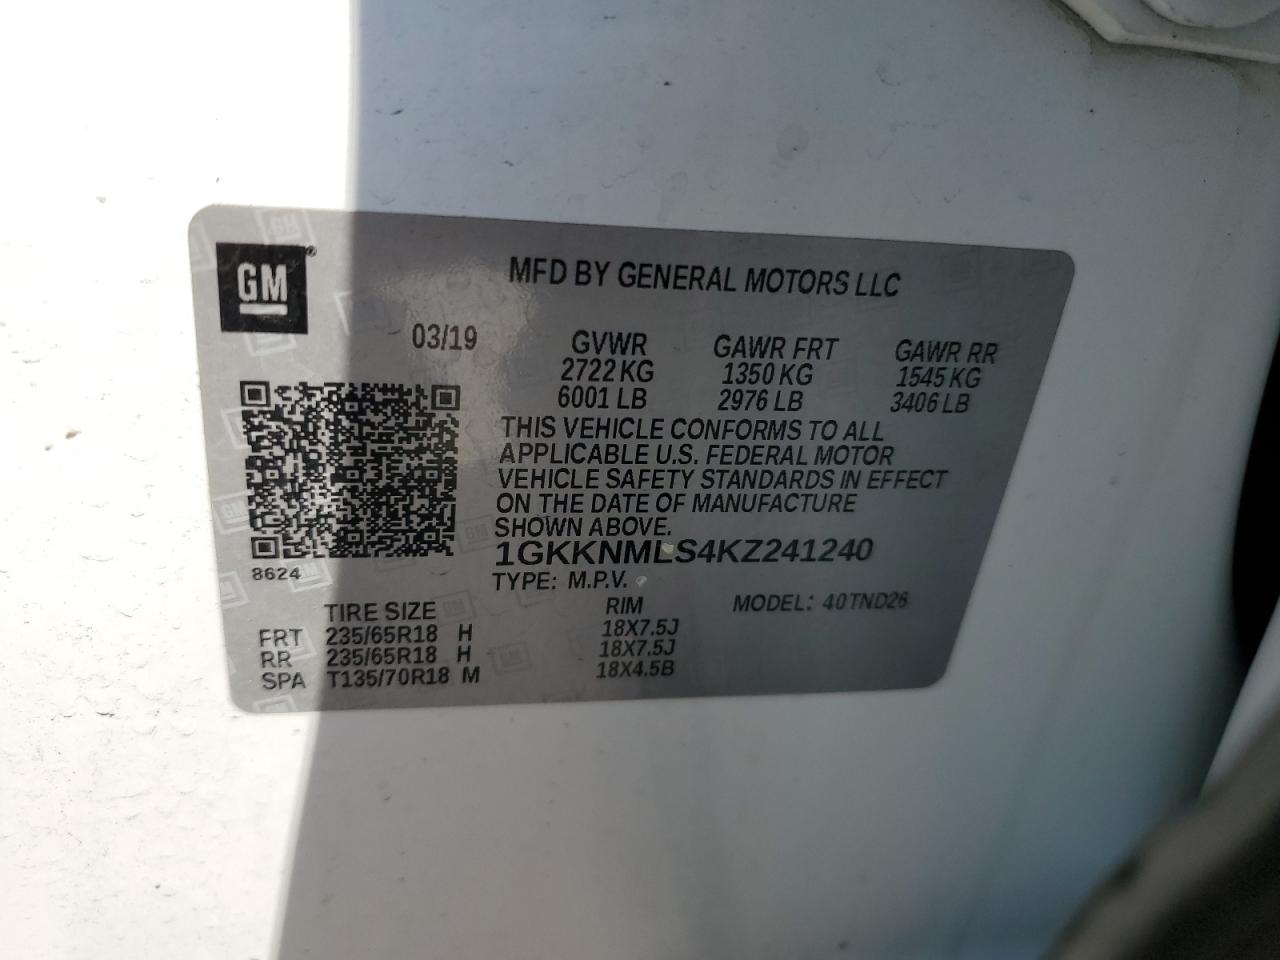 GM®
MFD BY GENERAL MOTORS LLC
03/19
GVWR GAWR FRT GAWR RR
2722 KG 1350 KG 1545 KG
6001 LB 2976 LB 3406 LB
THIS VEHICLE CONFORMS TO ALL
APPLICABLE U.S. FEDERAL MOTOR
VEHICLE SAFETY STANDARDS IN EFFECT
ON THE DATE OF MANUFACTURE
SHOWN ABOVE.
1GKKNMLS4KZ241240
8624
TYPE: M.P.V.
MODEL: 40TND26
TIRE SIZE RIM
FRT 235/65R18 H 18X7.5J
RR 235/65R18 H 18X7.5J
SPA T135/70R18 M 18X4.5B